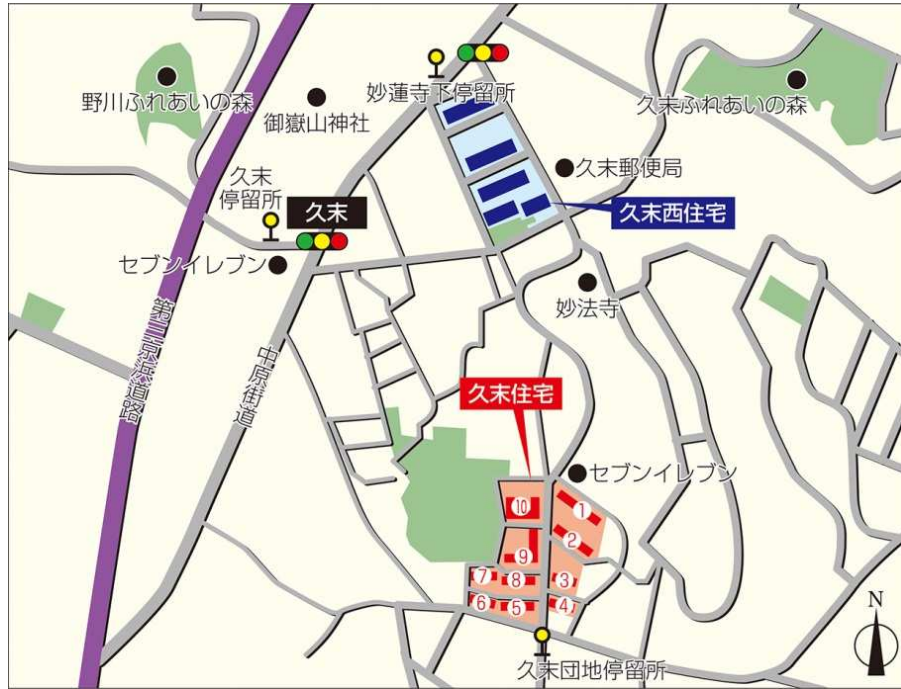 野川ふれあいの森
御嶽山神社
妙蓮寺下停留所
久末ふれあいの森
久末
停留所
久末
久末郵便局
久末西住宅
セブンイレブン
妙法寺
第三京浜道路
中原街道
久末住宅
セブンイレブン
⑩
①
②
⑨
⑦
⑧
③
⑥
⑤
④
久末団地停留所
N